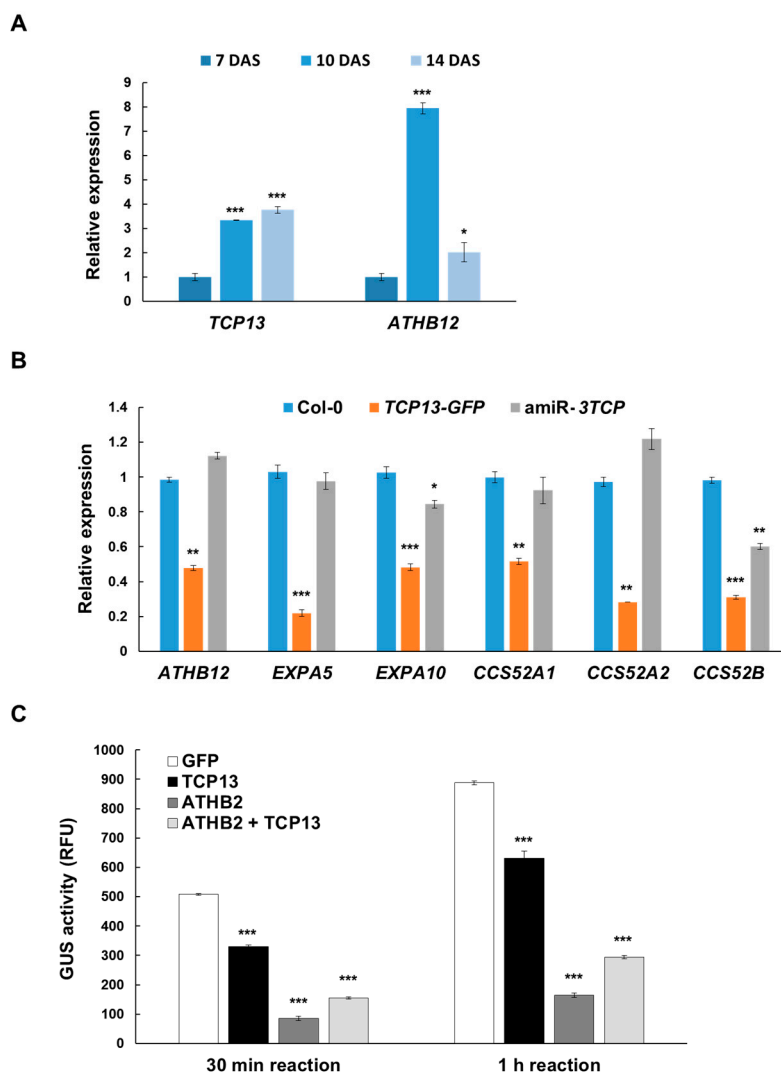 A
7 DAS 10 DAS 14 DAS
Relative expression
9
8
7
6
5
4
3
2
1
0
*** *** *** *
TCP13 ATHB12
B
Col-0 TCP13-GFP amiR-3TCP
Relative expression
1.4
1.2
1
0.8
0.6
0.4
0.2
0
** *** *** * ** ** *** **
ATHB12 EXPA5 EXPA10 CCS52A1 CCS52A2 CCS52B
C
GFP
TCP13
ATHB2
ATHB2 + TCP13
GUS activity (RFU)
1000
900
800
700
600
500
400
300
200
100
0
*** *** *** *** *** ***
30 min reaction 1 h reaction